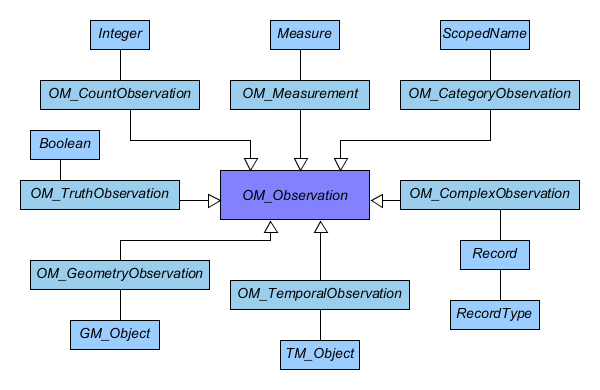 Integer
Measure
ScopedName
OM_CountObservation
OM_Measurement
OM_CategoryObservation
Boolean
OM_TruthObservation
OM_Observation
OM_ComplexObservation
OM_GeometryObservation
Record
OM_TemporalObservation
GM_Object
RecordType
TM_Object